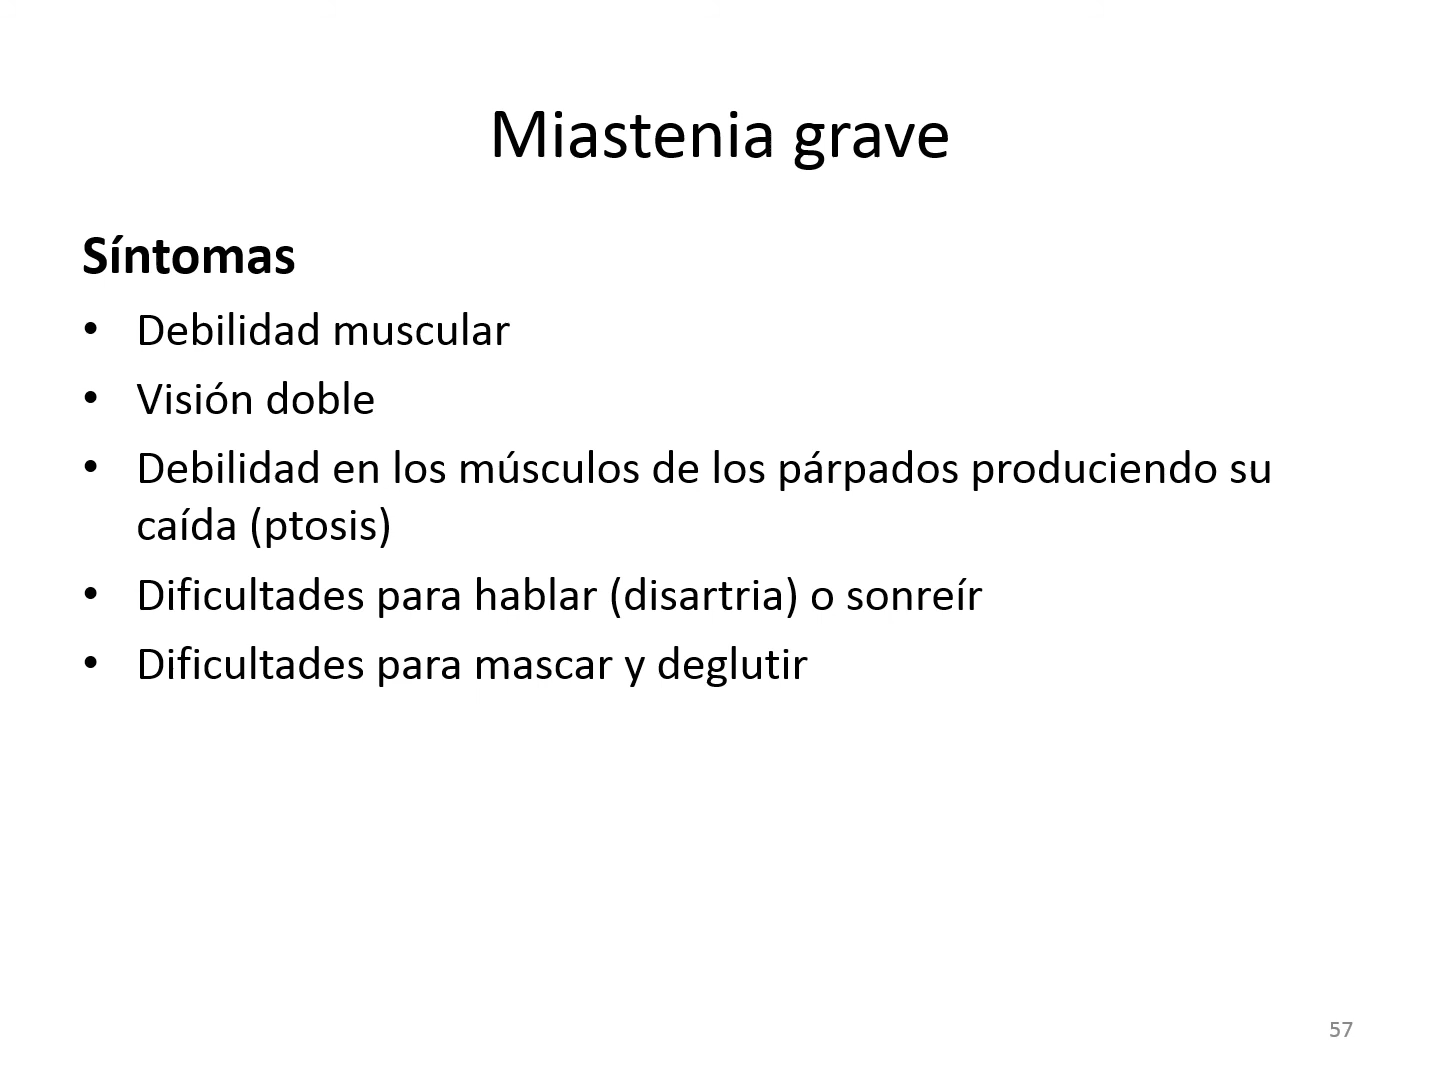 Miastenia grave
Síntomas
• Debilidad muscular
• Visión doble
• Debilidad en los músculos de los párpados produciendo su
caída (ptosis)
• Dificultades para hablar (disartria) o sonreír
• Dificultades para mascar y deglutir
57